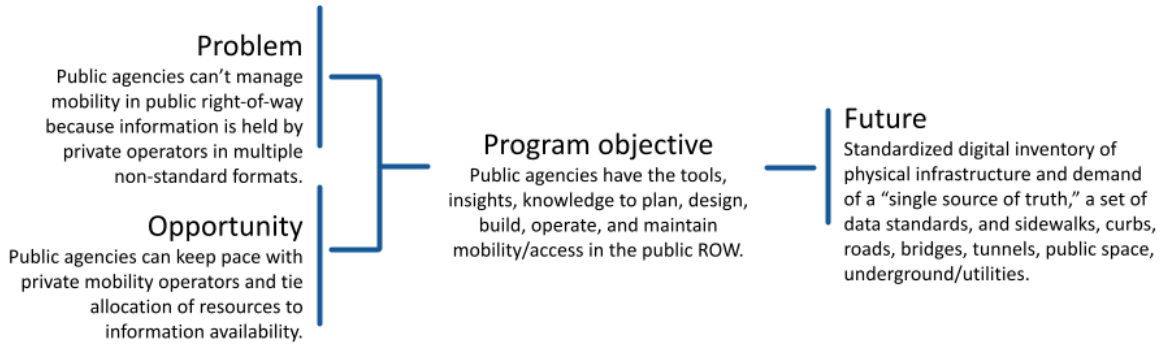 Problem
Public agencies can’t manage
mobility in public right-of-way
because information is held by
private operators in multiple
non-standard formats.
Opportunity
Public agencies can keep pace with
private mobility operators and tie
allocation of resources to
information availability.
Program objective
Public agencies have the tools,
insights, knowledge to plan, design,
build, operate, and maintain
mobility/access in the public ROW.
Future
Standardized digital inventory of
physical infrastructure and demand
of a “single source of truth,” a set of
data standards, and sidewalks, curbs,
roads, bridges, tunnels, public space,
underground/utilities.